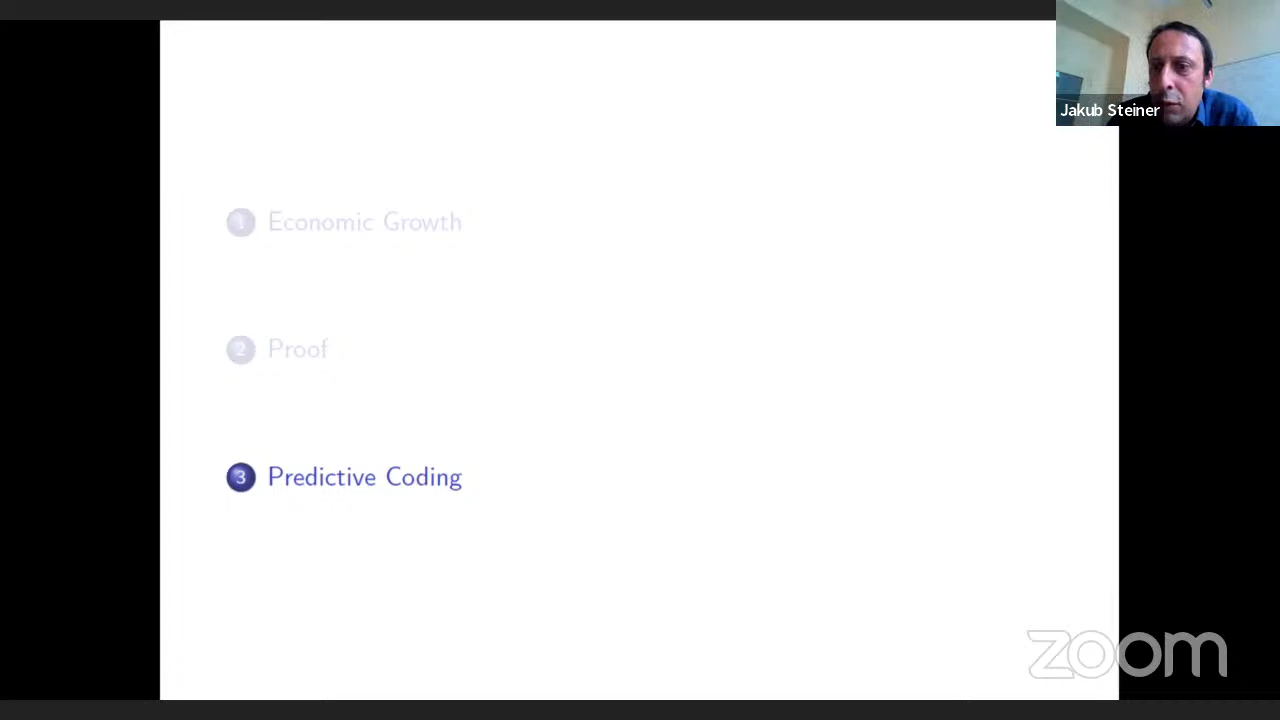 Jakub Steiner
1 Economic Growth
2 Proof
3 Predictive Coding
zoom